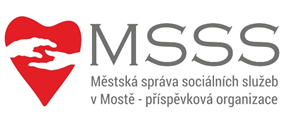 MSSS
Městská správa sociálních služeb
v Mostě - příspěvková organizace